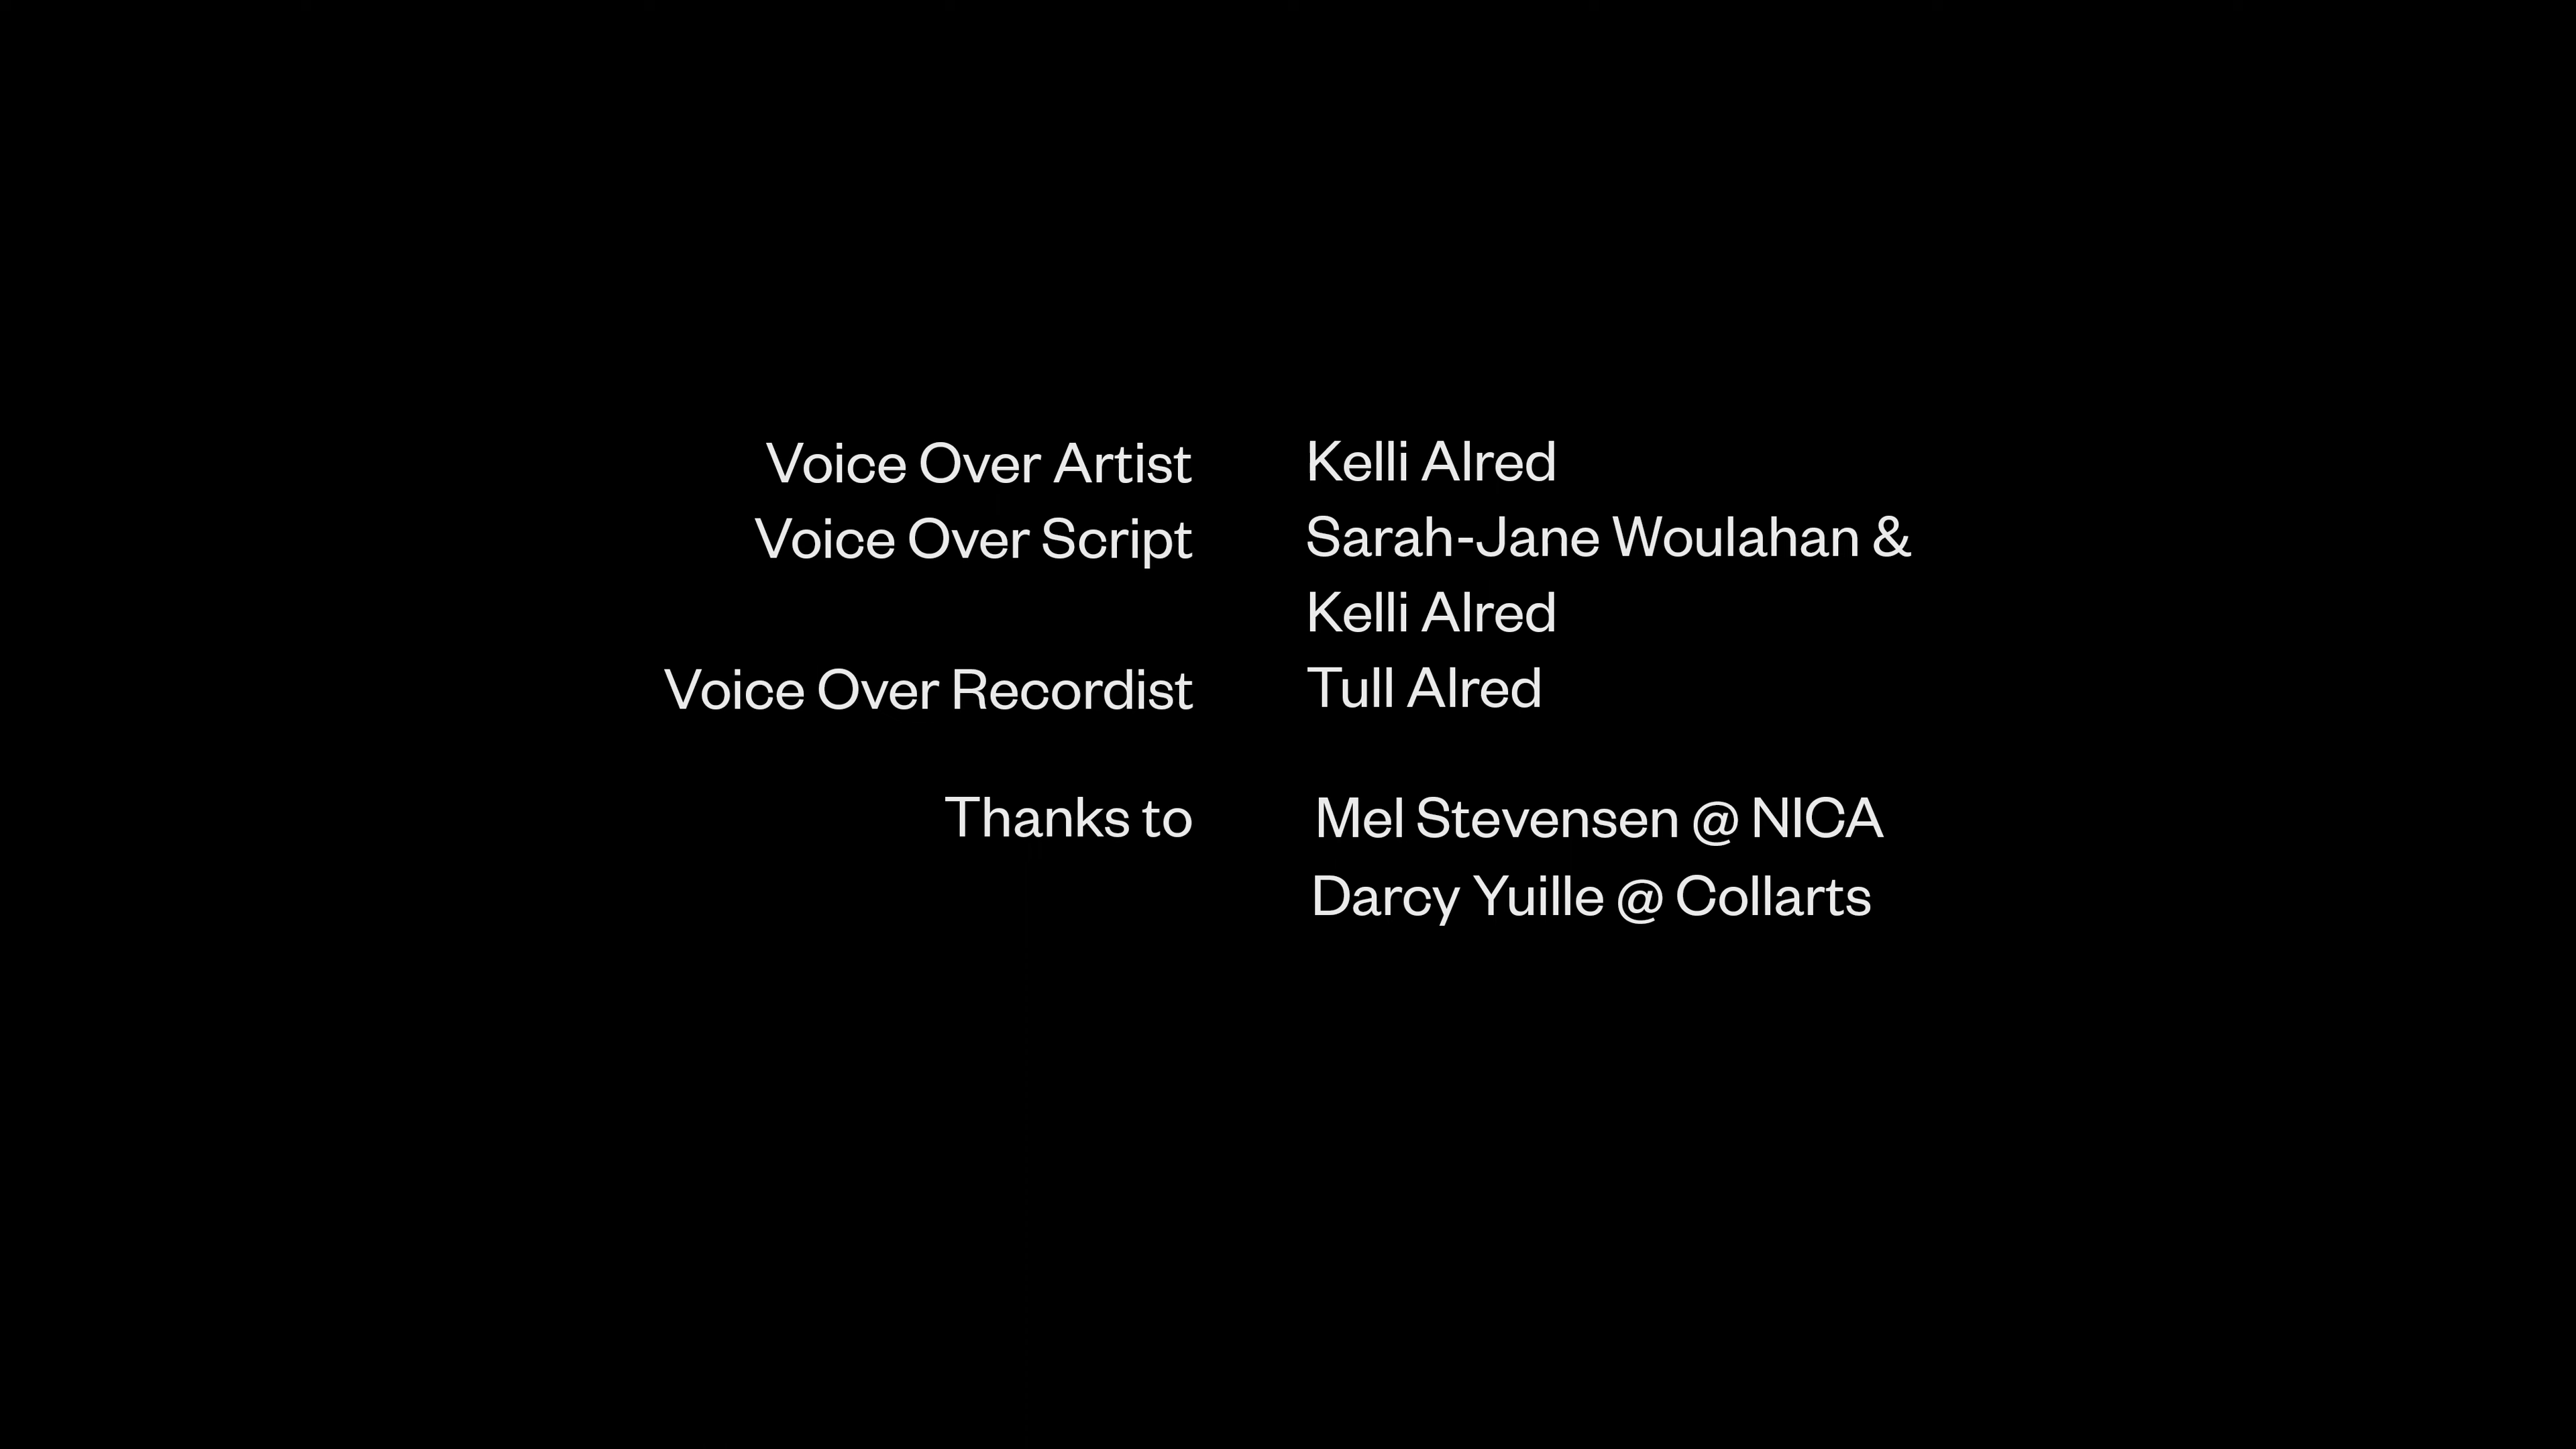 Voice Over Artist Kelli Alred
Voice Over Script Sarah-Jane Woulahan &
Kelli Alred
Voice Over Recordist Tull Alred
Thanks to Mel Stevensen @ NICA
Darcy Yuille @ Collarts